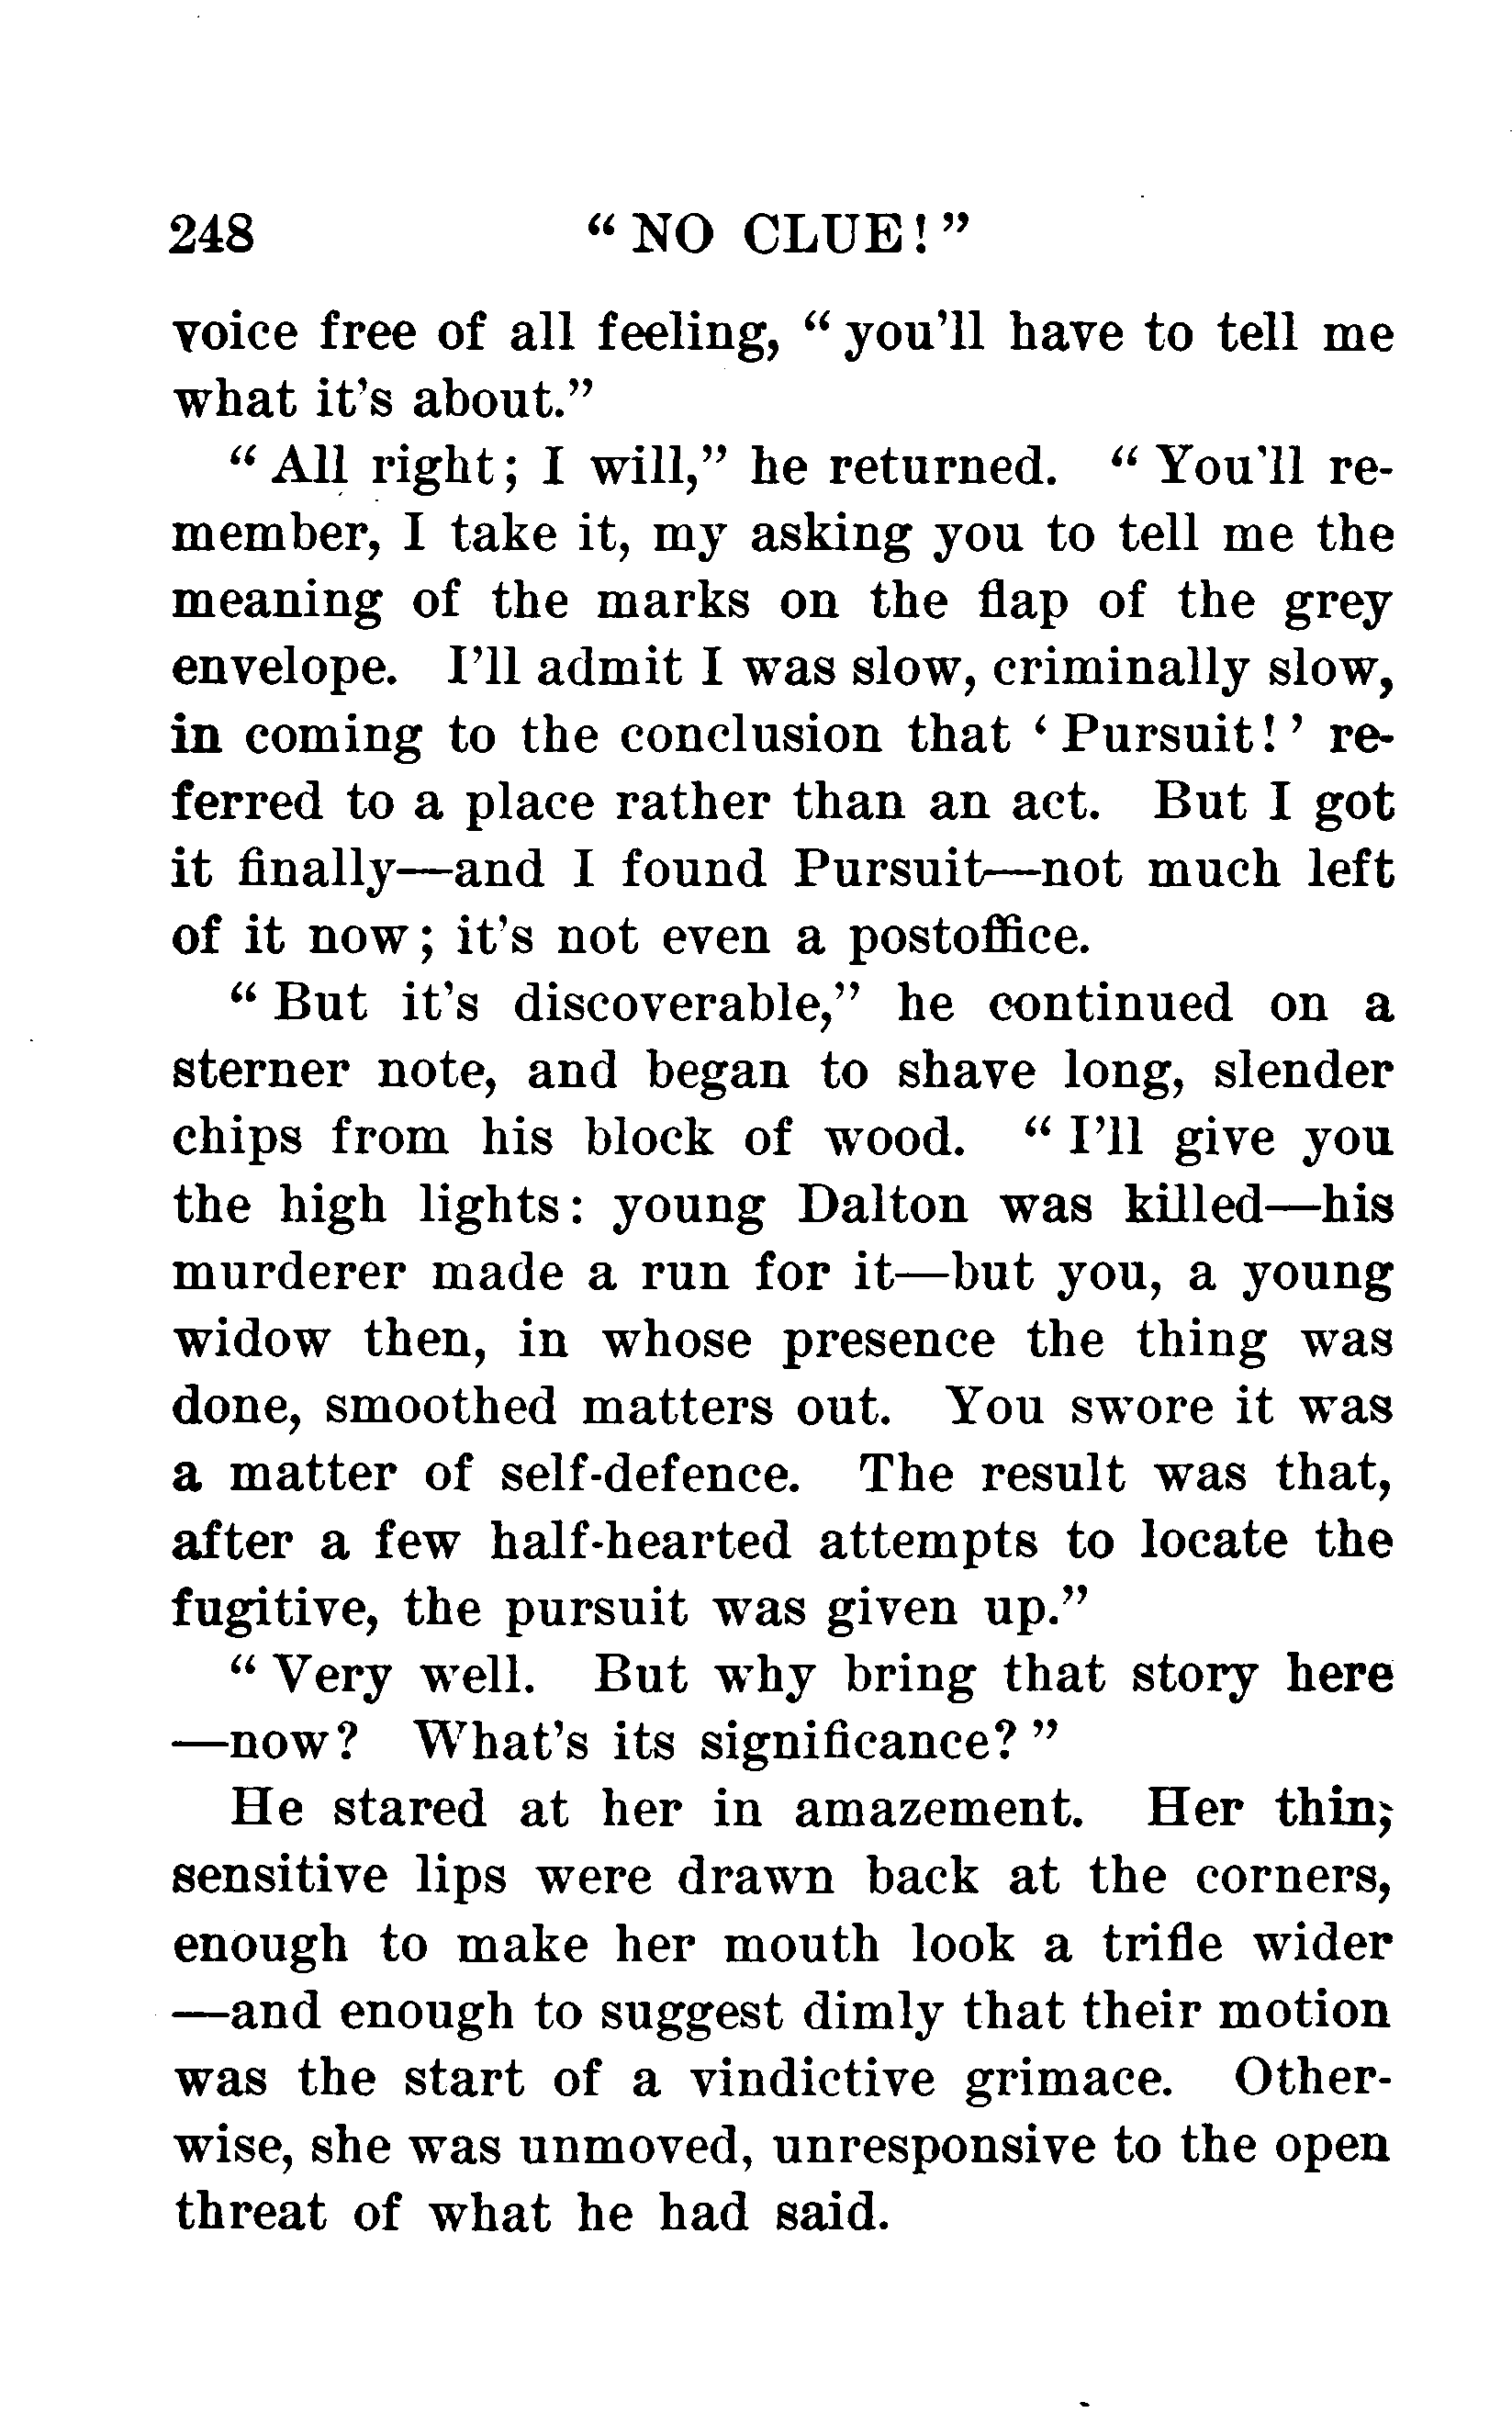 248 " NO CLUE! "
voice free of all feeling, " you'll have to tell me
what it's about."
" All right; I will," he returned. " You'll re-
member, I take it, my asking you to tell me the
meaning of the marks on the flap of the grey
envelope. I'll admit I was slow, criminally slow,
in coming to the conclusion that ' Pursuit! ' re-
ferred to a place rather than an act. But I got
it finally—and I found Pursuit—not much left
of it now; it's not even a postoffice.
" But it's discoverable," he continued on a
sterner note, and began to shave long, slender
chips from his block of wood. " I'll give you
the high lights: young Dalton was killed—his
murderer made a run for it—but you, a young
widow then, in whose presence the thing was
done, smoothed matters out. You swore it was
a matter of self-defence. The result was that,
after a few half-hearted attempts to locate the
fugitive, the pursuit was given up."
" Very well. But why bring that story here
—now? What's its significance? "
He stared at her in amazement. Her thin,
sensitive lips were drawn back at the corners,
enough to make her mouth look a trifle wider
—and enough to suggest dimly that their motion
was the start of a vindictive grimace. Other-
wise, she was unmoved, unresponsive to the open
threat of what he had said.